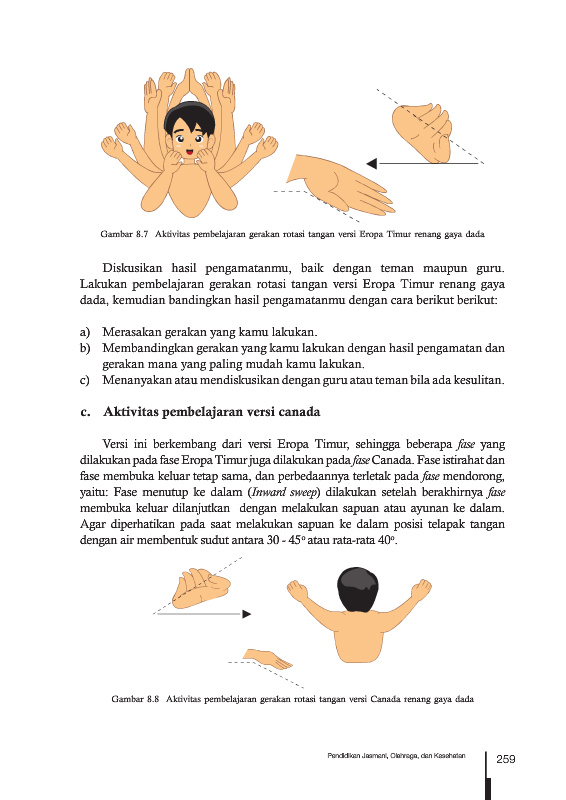 Gambar 8.7 Aktivitas pembelajaran gerakan rotasi tangan versi Eropa Timur renang gaya dada
Diskusikan hasil pengamatanmu, baik dengan teman maupun guru.
Lakukan pembelajaran gerakan rotasi tangan versi Eropa Timur renang gaya
dada, kemudian bandingkan hasil pengamatanmu dengan cara berikut berikut:
a) Merasakan gerakan yang kamu lakukan.
b) Membandingkan gerakan yang kamu lakukan dengan hasil pengamatan dan
gerakan mana yang paling mudah kamu lakukan.
c) Menanyakan atau mendiskusikan dengan guru atau teman bila ada kesulitan.
c. Aktivitas pembelajaran versi canada
Versi ini berkembang dari versi Eropa Timur, sehingga beberapa fase yang
dilakukan pada fase Eropa Timur juga dilakukan pada fase Canada. Fase istirahat dan
fase membuka keluar tetap sama, dan perbedaannya terletak pada fase mendorong,
yaitu: Fase menutup ke dalam (Inward sweep) dilakukan setelah berakhirnya fase
membuka keluar dilanjutkan dengan melakukan sapuan atau ayunan ke dalam.
Agar diperhatikan pada saat melakukan sapuan ke dalam posisi telapak tangan
dengan air membentuk sudut antara 30 - 45º atau rata-rata 40º.
Gambar 8.8 Aktivitas pembelajaran gerakan rotasi tangan versi Canada renang gaya dada
Pendidikan Jasmani, Olahraga, dan Kesehatan
259